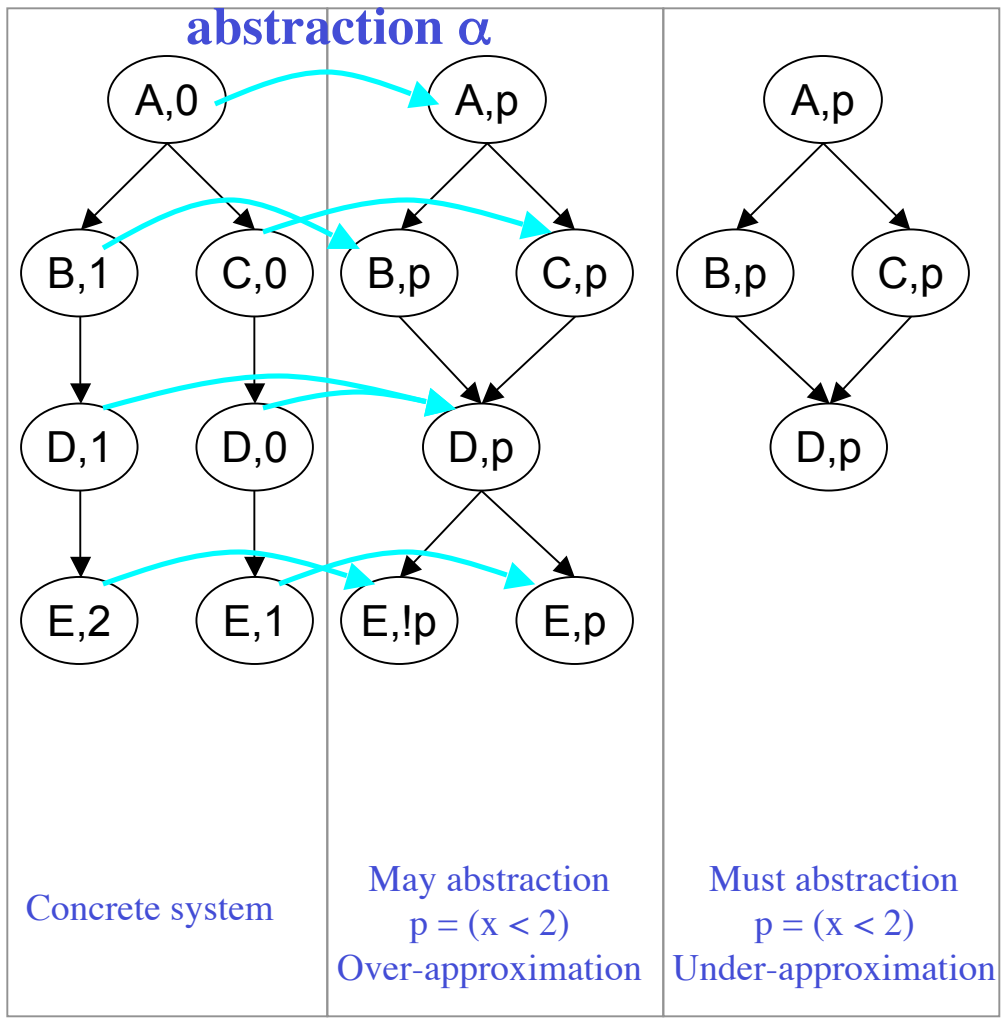 abstraction α
A,0
A,p
A,p
B,1
C,0
B,p
C,p
B,p
C,p
D,1
D,0
D,p
D,p
E,2
E,1
E,!p
E,p
Concrete system
May abstraction
p = (x < 2)
Over-approximation
Must abstraction
p = (x < 2)
Under-approximation